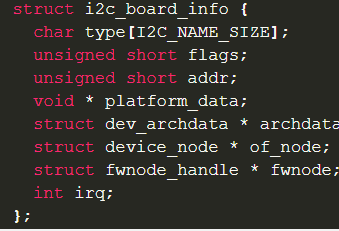 struct i2c_board_info {
char type[I2C_NAME_SIZE];
unsigned short flags;
unsigned short addr;
void * platform_data;
struct dev_archdata * archdata
struct device_node * of_node;
struct fwnode_handle * fwnode;
int irq;
};